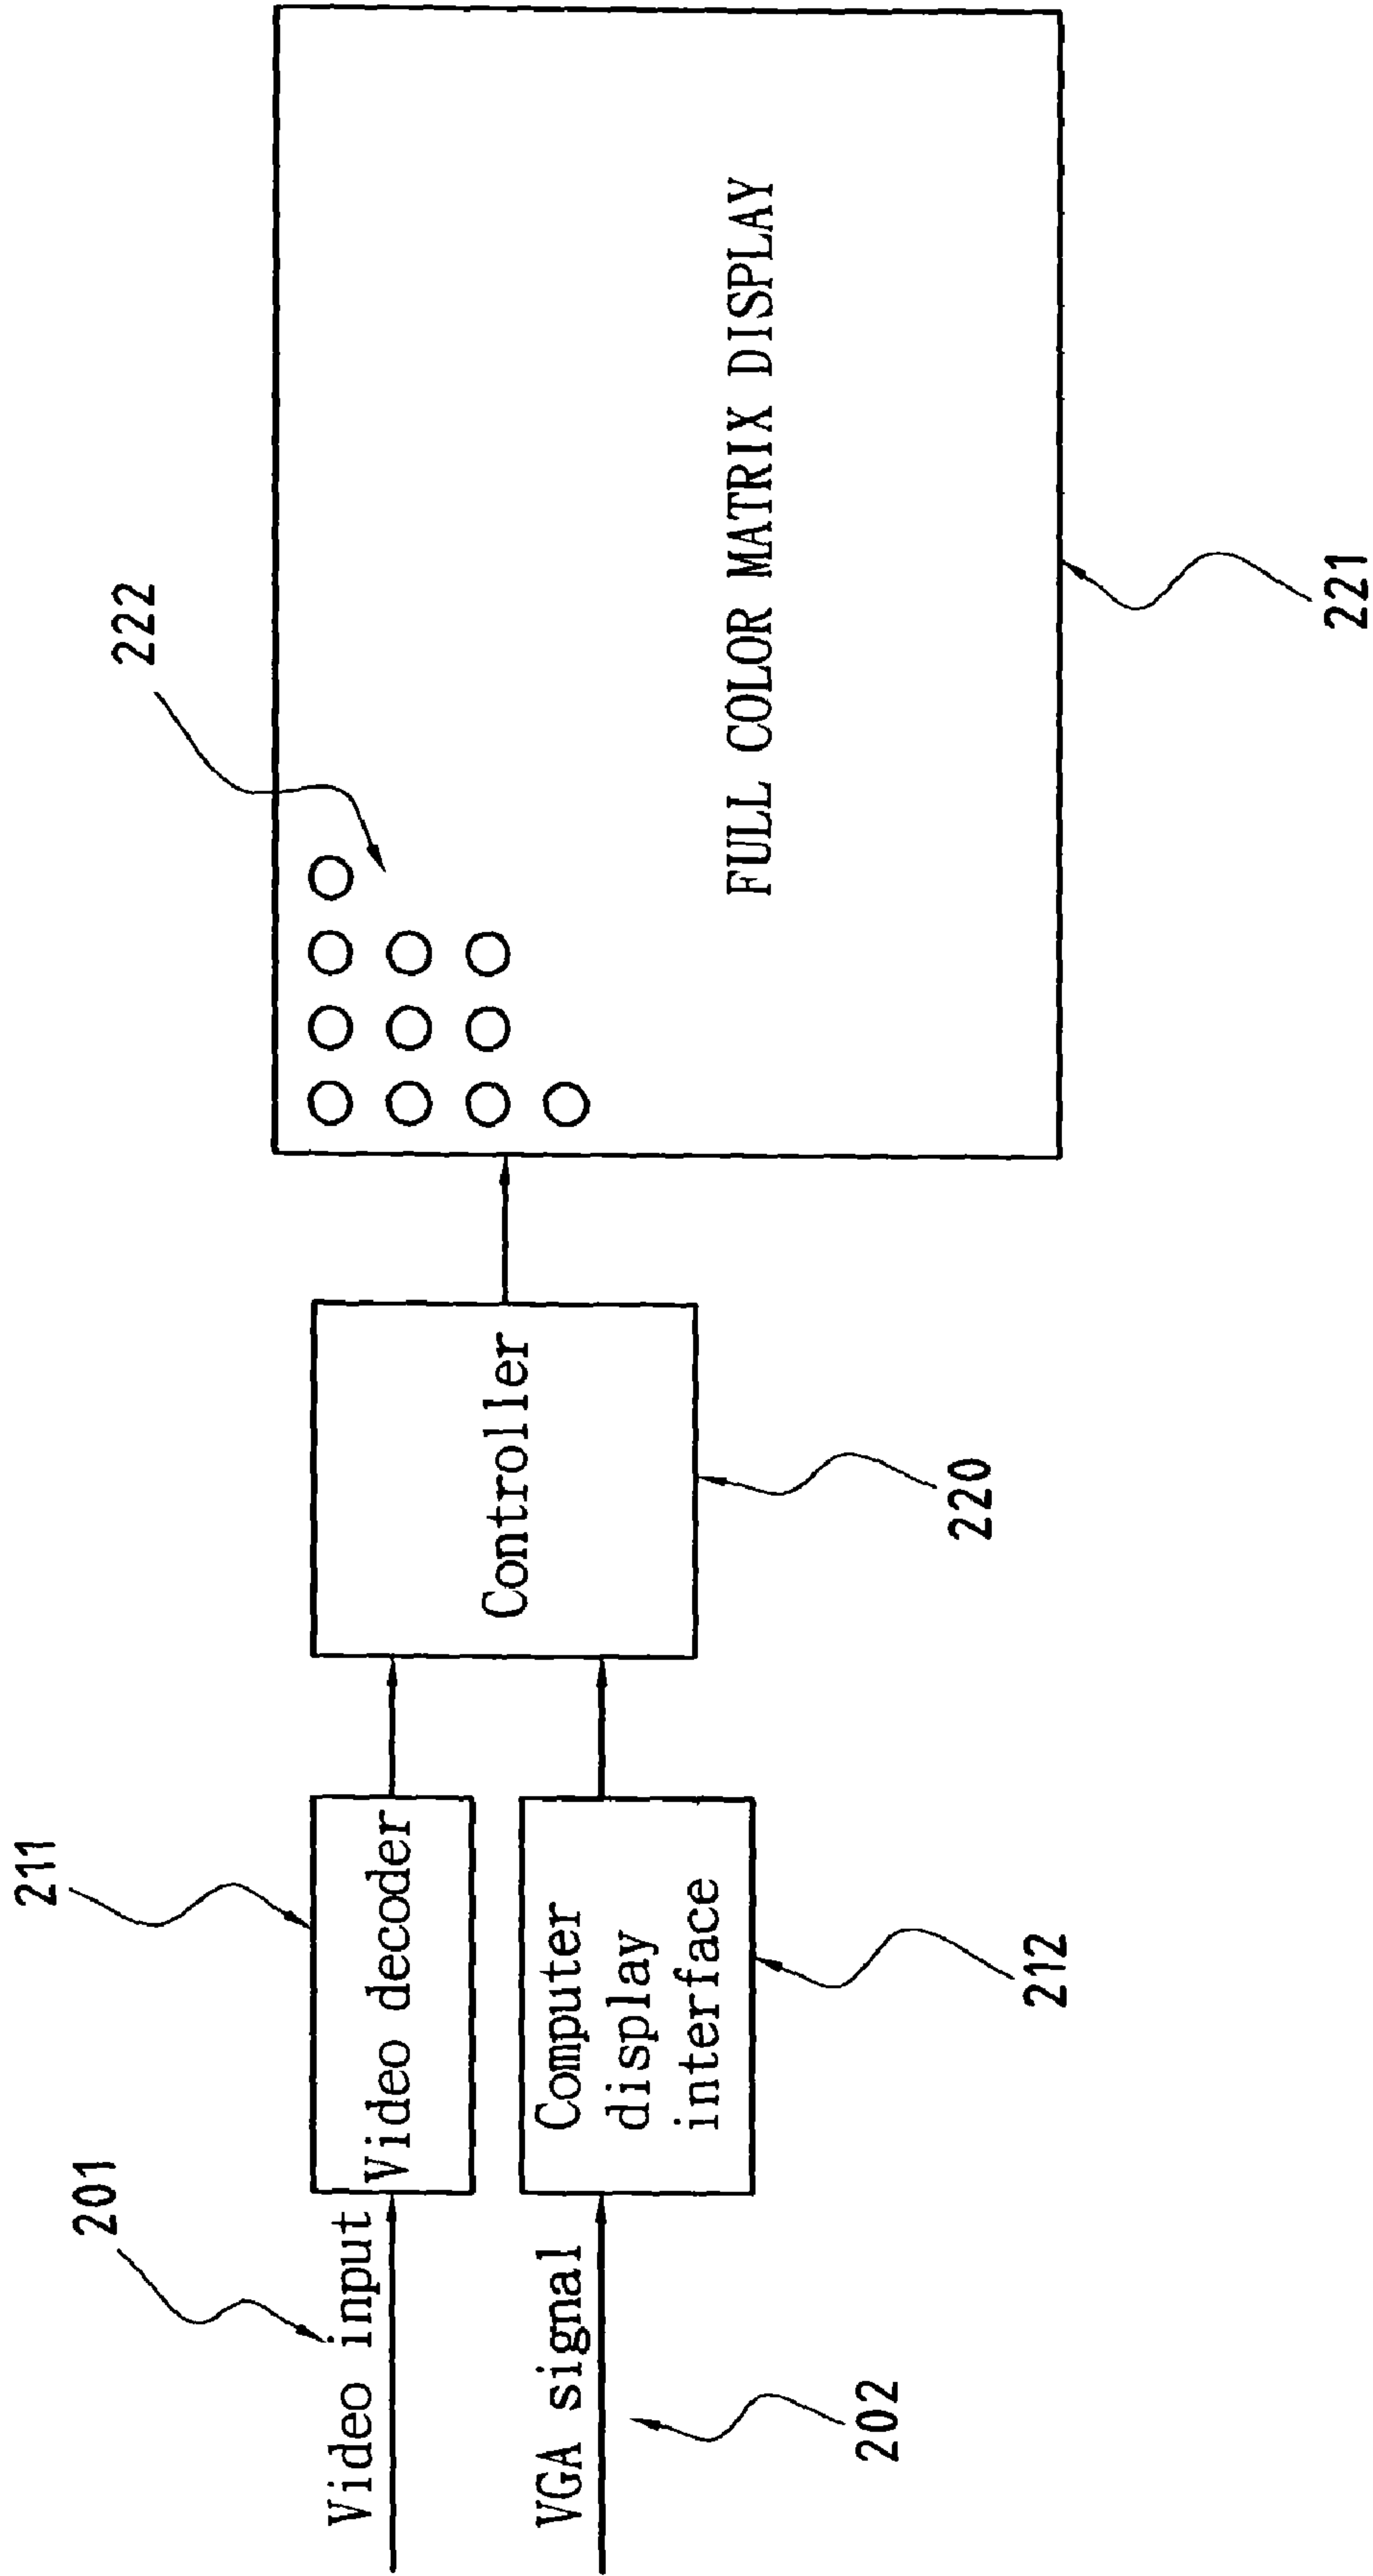 201
Video input
211
Video decoder
VGA signal
202
Computer
display
interface
212
Controller
220
222
FULL COLOR MATRIX DISPLAY
221